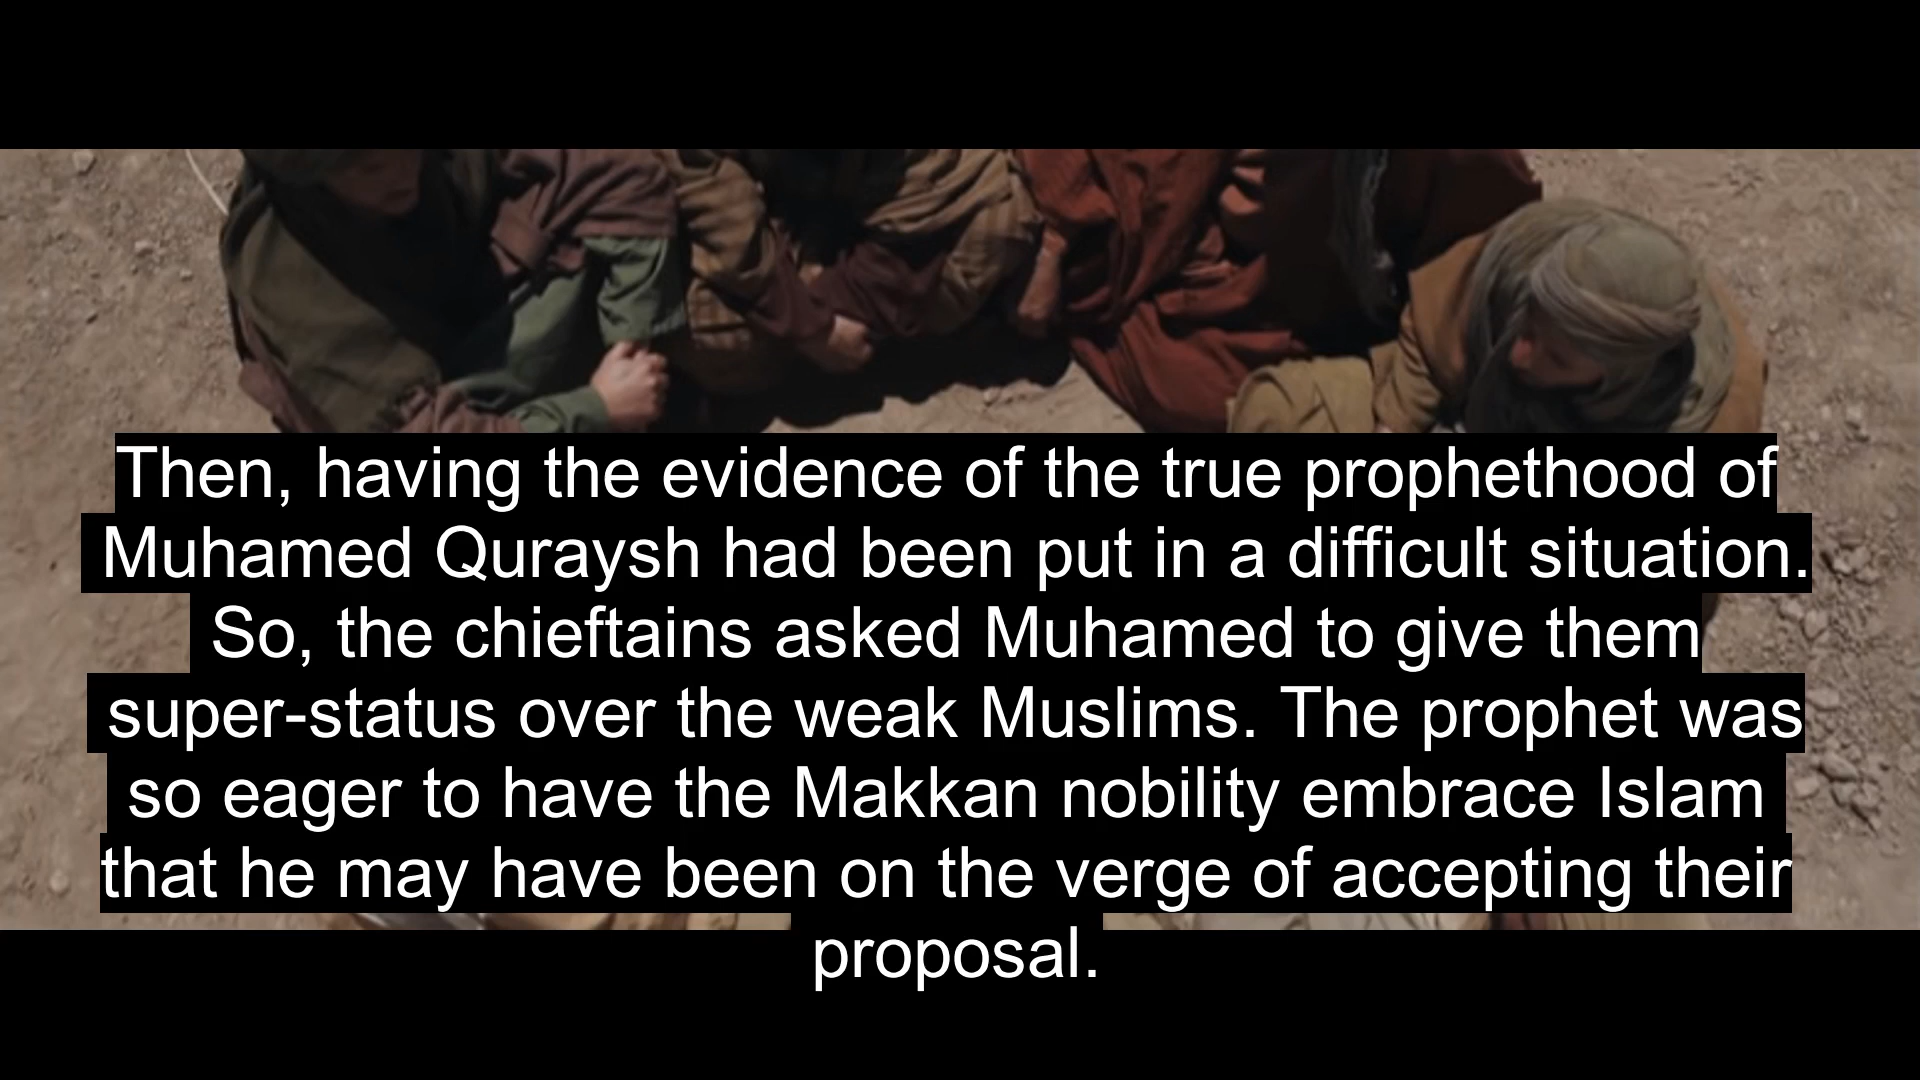 Then, having the evidence of the true prophethood of
Muhamed Quraysh had been put in a difficult situation.
So, the chieftains asked Muhamed to give them
super-status over the weak Muslims. The prophet was
so eager to have the Makkan nobility embrace Islam
that he may have been on the verge of accepting their
proposal.